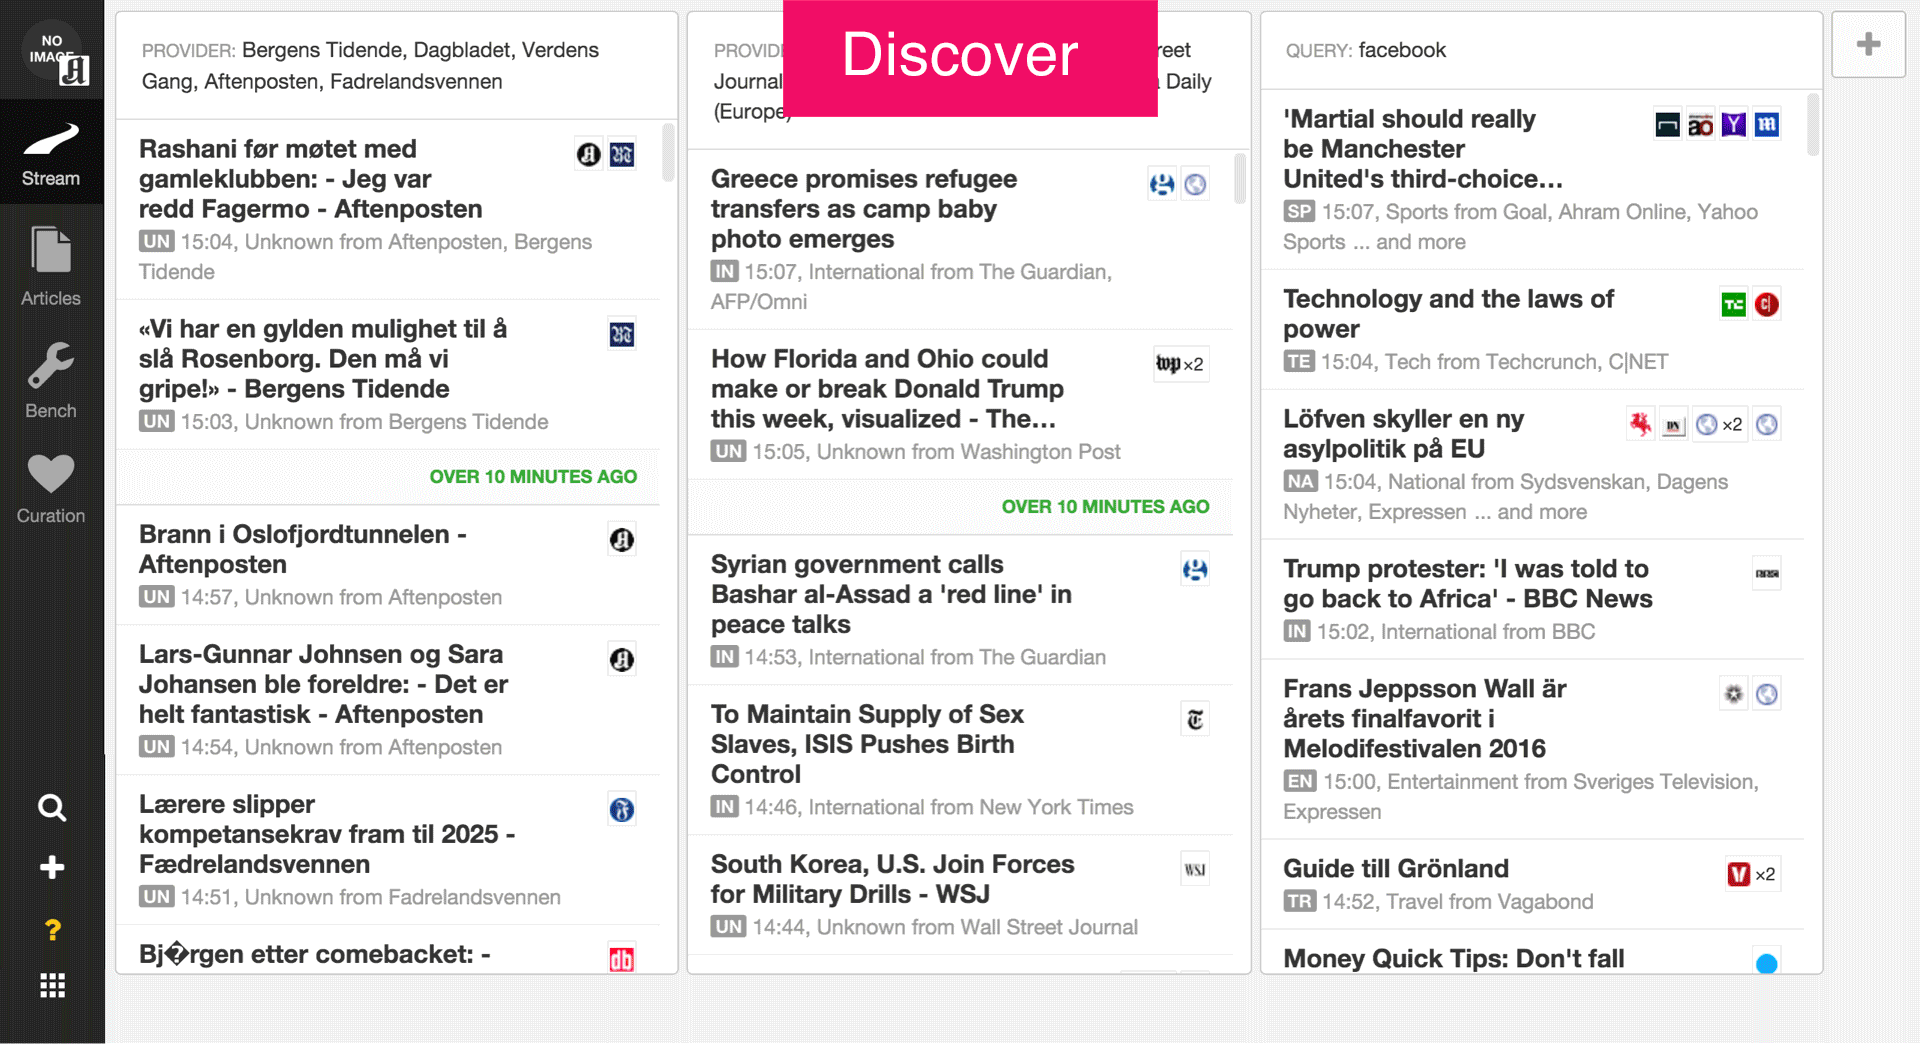 NO
IMAGE
Stream
Articles
Bench
Curation
?
PROVIDER: Bergens Tidende, Dagbladet, Verdens
Gang, Aftenposten, Fadrelandsvennen
Rashani før møtet med
gamleklubben: - Jeg var
redd Fagermo - Aftenposten
UN 15:04, Unknown from Aftenposten, Bergens
Tidende
«Vi har en gylden mulighet til å
slå Rosenborg. Den må vi
gripe!» - Bergens Tidende
UN 15:03, Unknown from Bergens Tidende
OVER 10 MINUTES AGO
Brann i Oslofjordtunnelen -
Aftenposten
UN 14:57, Unknown from Aftenposten
Lars-Gunnar Johnsen og Sara
Johansen ble foreldre: - Det er
helt fantastisk - Aftenposten
UN 14:54, Unknown from Aftenposten
Lærere slipper
kompetansekrav fram til 2025 -
Fædrelandsvennen
UN 14:51, Unknown from Fadrelandsvennen
Bj�rgen etter comebacket: -
db
Discover
PROVID reet
Journal Daily
(Europe)
Greece promises refugee
transfers as camp baby
photo emerges
IN 15:07, International from The Guardian,
AFP/Omni
How Florida and Ohio could
make or break Donald Trump
this week, visualized - The...
wp ×2
UN 15:05, Unknown from Washington Post
OVER 10 MINUTES AGO
Syrian government calls
Bashar al-Assad a 'red line' in
peace talks
IN 14:53, International from The Guardian
To Maintain Supply of Sex
Slaves, ISIS Pushes Birth
Control
IN 14:46, International from New York Times
South Korea, U.S. Join Forces
for Military Drills - WSJ
WSJ
UN 14:44, Unknown from Wall Street Journal
QUERY: facebook
'Martial should really
be Manchester
United's third-choice...
ao Y m
SP 15:07, Sports from Goal, Ahram Online, Yahoo
Sports ... and more
Technology and the laws of
power
TC C|
TE 15:04, Tech from Techcrunch, C|NET
Löfven skyller en ny
asylpolitik på EU
DN ×2
NA 15:04, National from Sydsvenskan, Dagens
Nyheter, Expressen ... and more
Trump protester: 'I was told to
go back to Africa' - BBC News
BBC
IN 15:02, International from BBC
Frans Jeppsson Wall är
årets finalfavorit i
Melodifestivalen 2016
EN 15:00, Entertainment from Sveriges Television,
Expressen
Guide till Grönland
V ×2
TR 14:52, Travel from Vagabond
Money Quick Tips: Don't fall